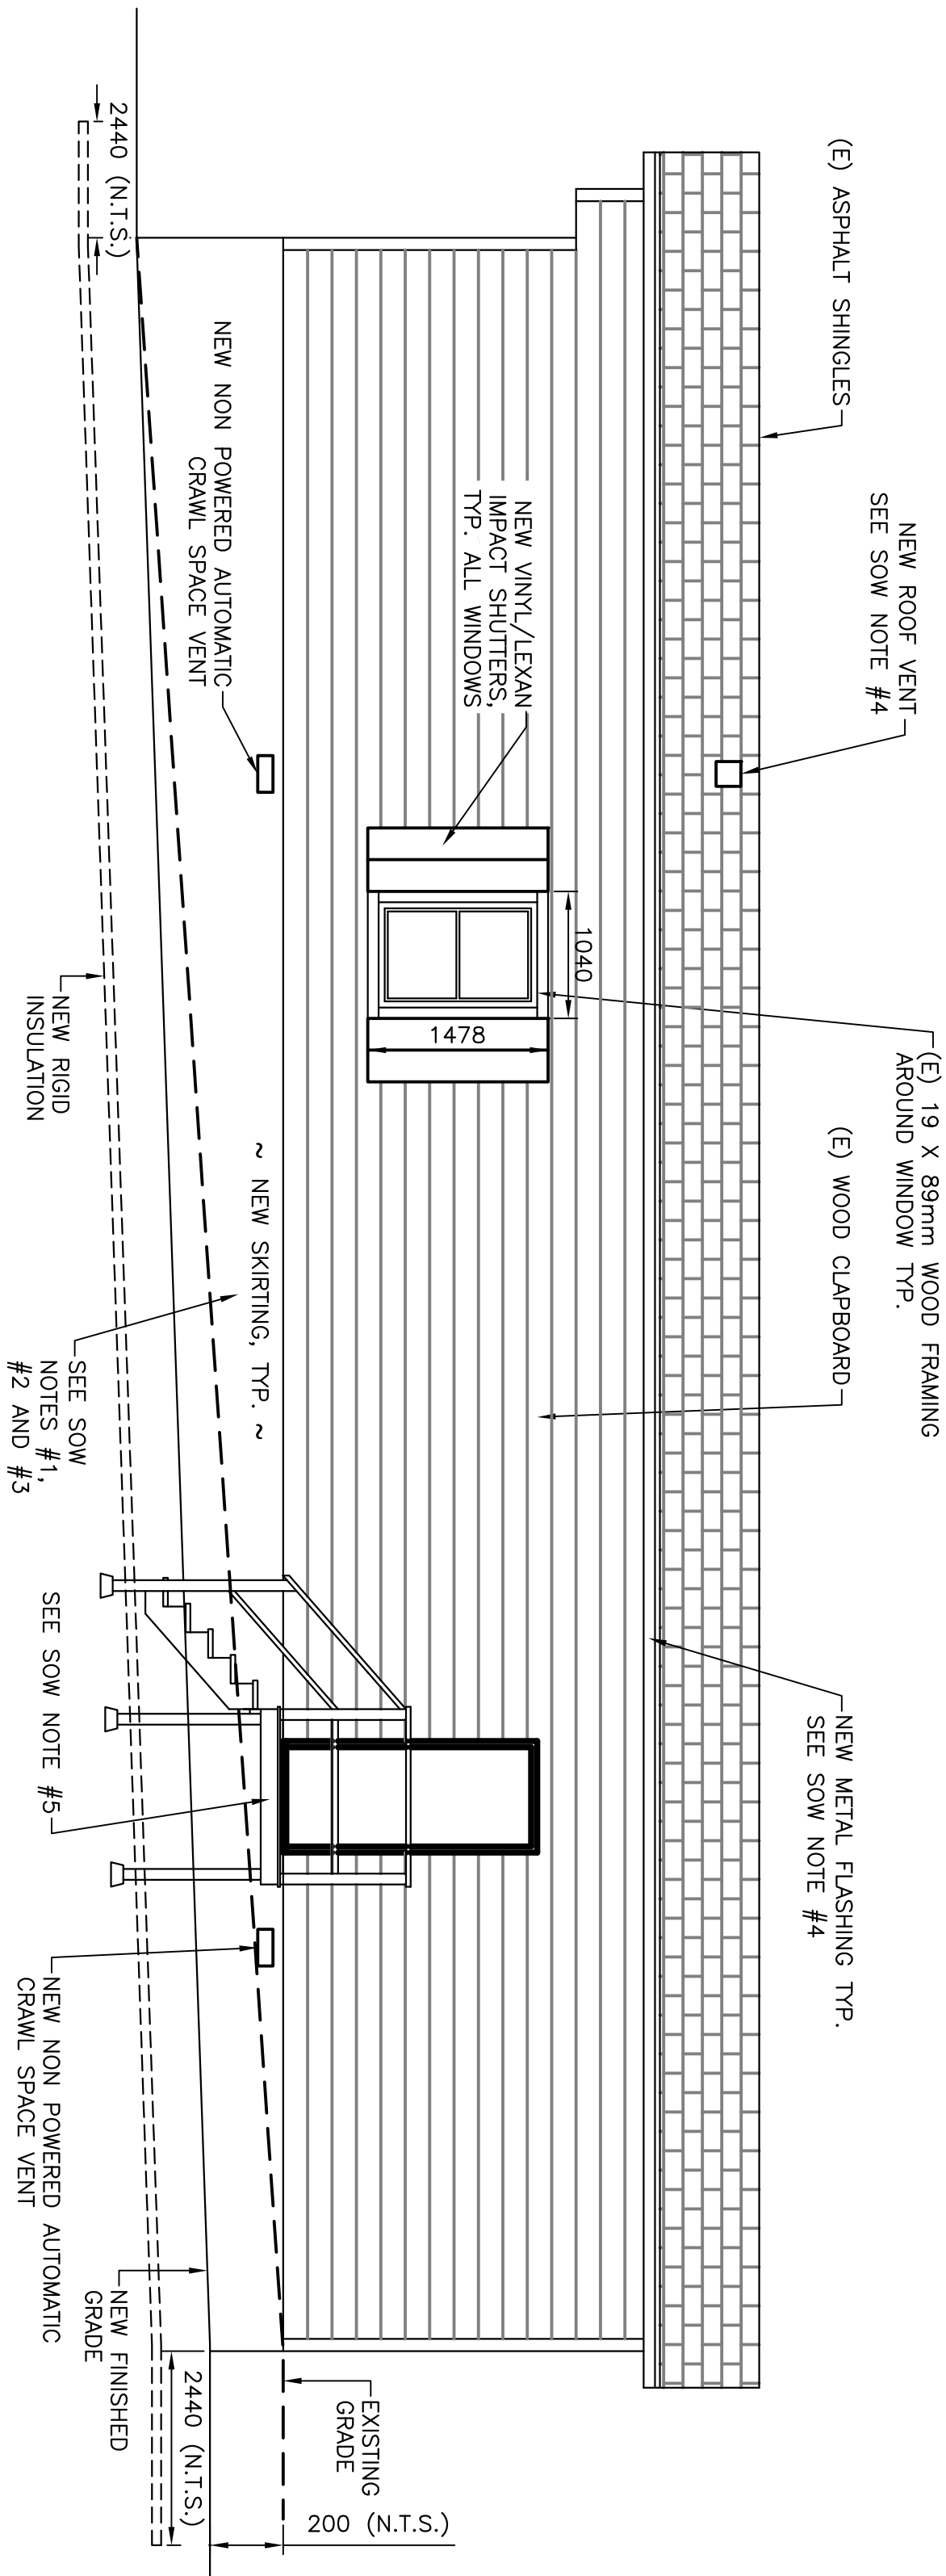 (E) ASPHALT SHINGLES
NEW ROOF VENT
SEE SOW NOTE #4
(E) 19 X 89mm WOOD FRAMING
AROUND WINDOW TYP.
(E) WOOD CLAPBOARD
NEW METAL FLASHING TYP.
SEE SOW NOTE #4
NEW VINYL/LEXAN
IMPACT SHUTTERS,
TYP. ALL WINDOWS
1040
1478
2440 (N.T.S.)
NEW NON POWERED AUTOMATIC
CRAWL SPACE VENT
~ NEW SKIRTING, TYP. ~
NEW RIGID
INSULATION
SEE SOW
NOTES #1,
#2 AND #3
SEE SOW NOTE #5
NEW NON POWERED AUTOMATIC
CRAWL SPACE VENT
NEW FINISHED
GRADE
EXISTING
GRADE
2440 (N.T.S.)
200 (N.T.S.)